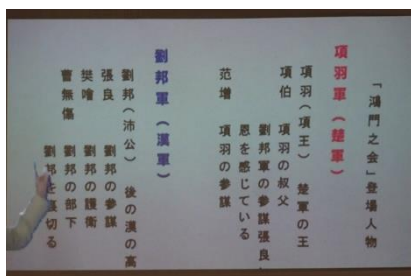 「鴻門之会」登場人物
項羽軍（楚軍）
項羽（項王）　楚軍の王
項伯　項羽の叔父
劉邦軍の参謀張良
恩を感じている
范増　項羽の参謀
劉邦軍（漢軍）
劉邦（沛公）　後の漢の高
張良　劉邦の参謀
樊噲　劉邦の護衛
曹無傷　劉邦の部下
劉邦を裏切る